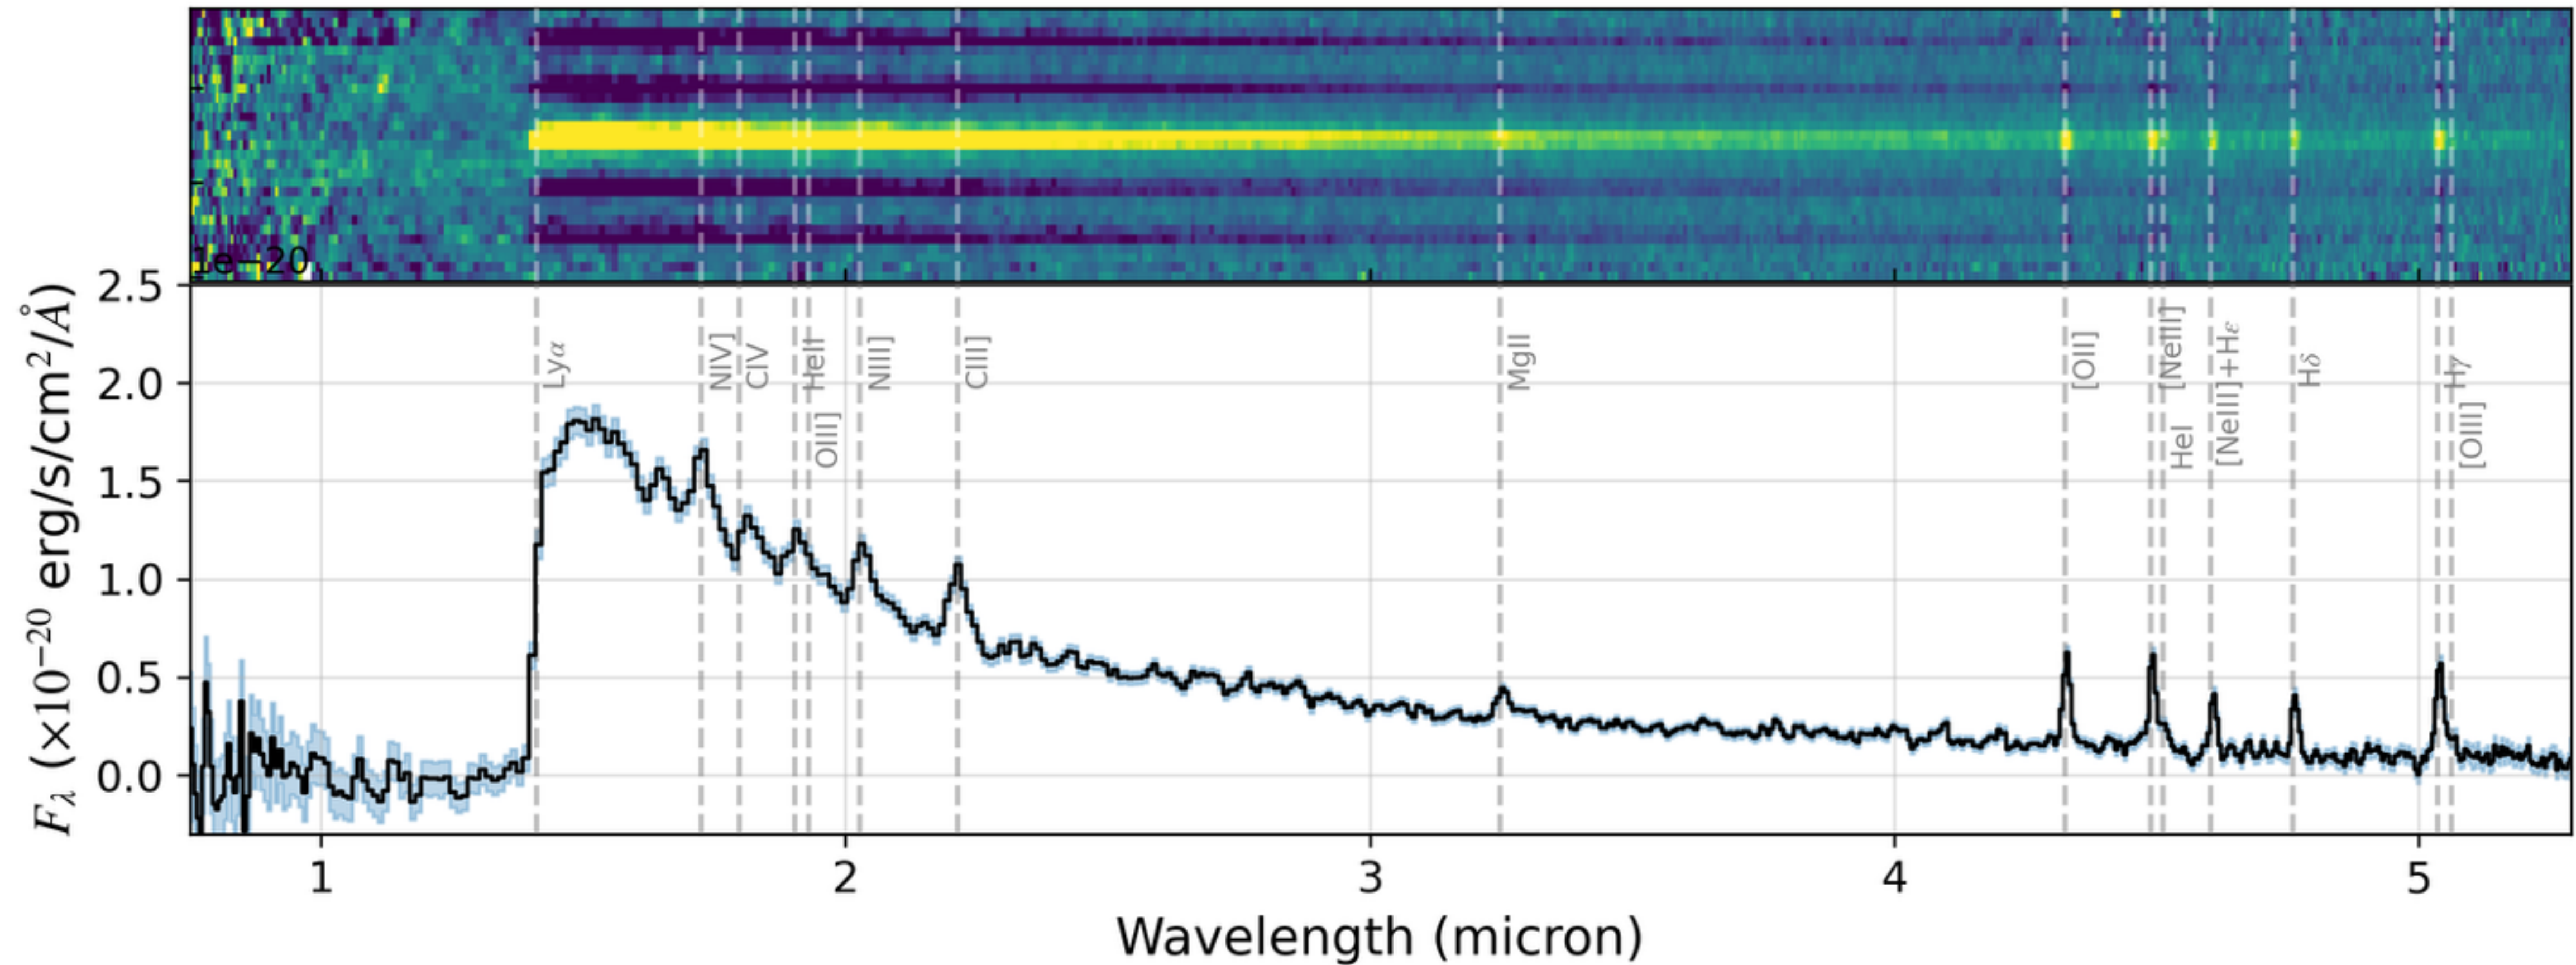 1e−20
2.5
2.0
1.5
1.0
0.5
0.0
F_λ (×10⁻²⁰ erg/s/cm²/Å)
Lyα
NIV]
CIV
HeII
OIII]
NIII]
CIII]
MgII
[OII]
[NeIII]
HeI
[NeIII]+Hε
Hδ
Hγ
[OIII]
1 2 3 4 5
Wavelength (micron)